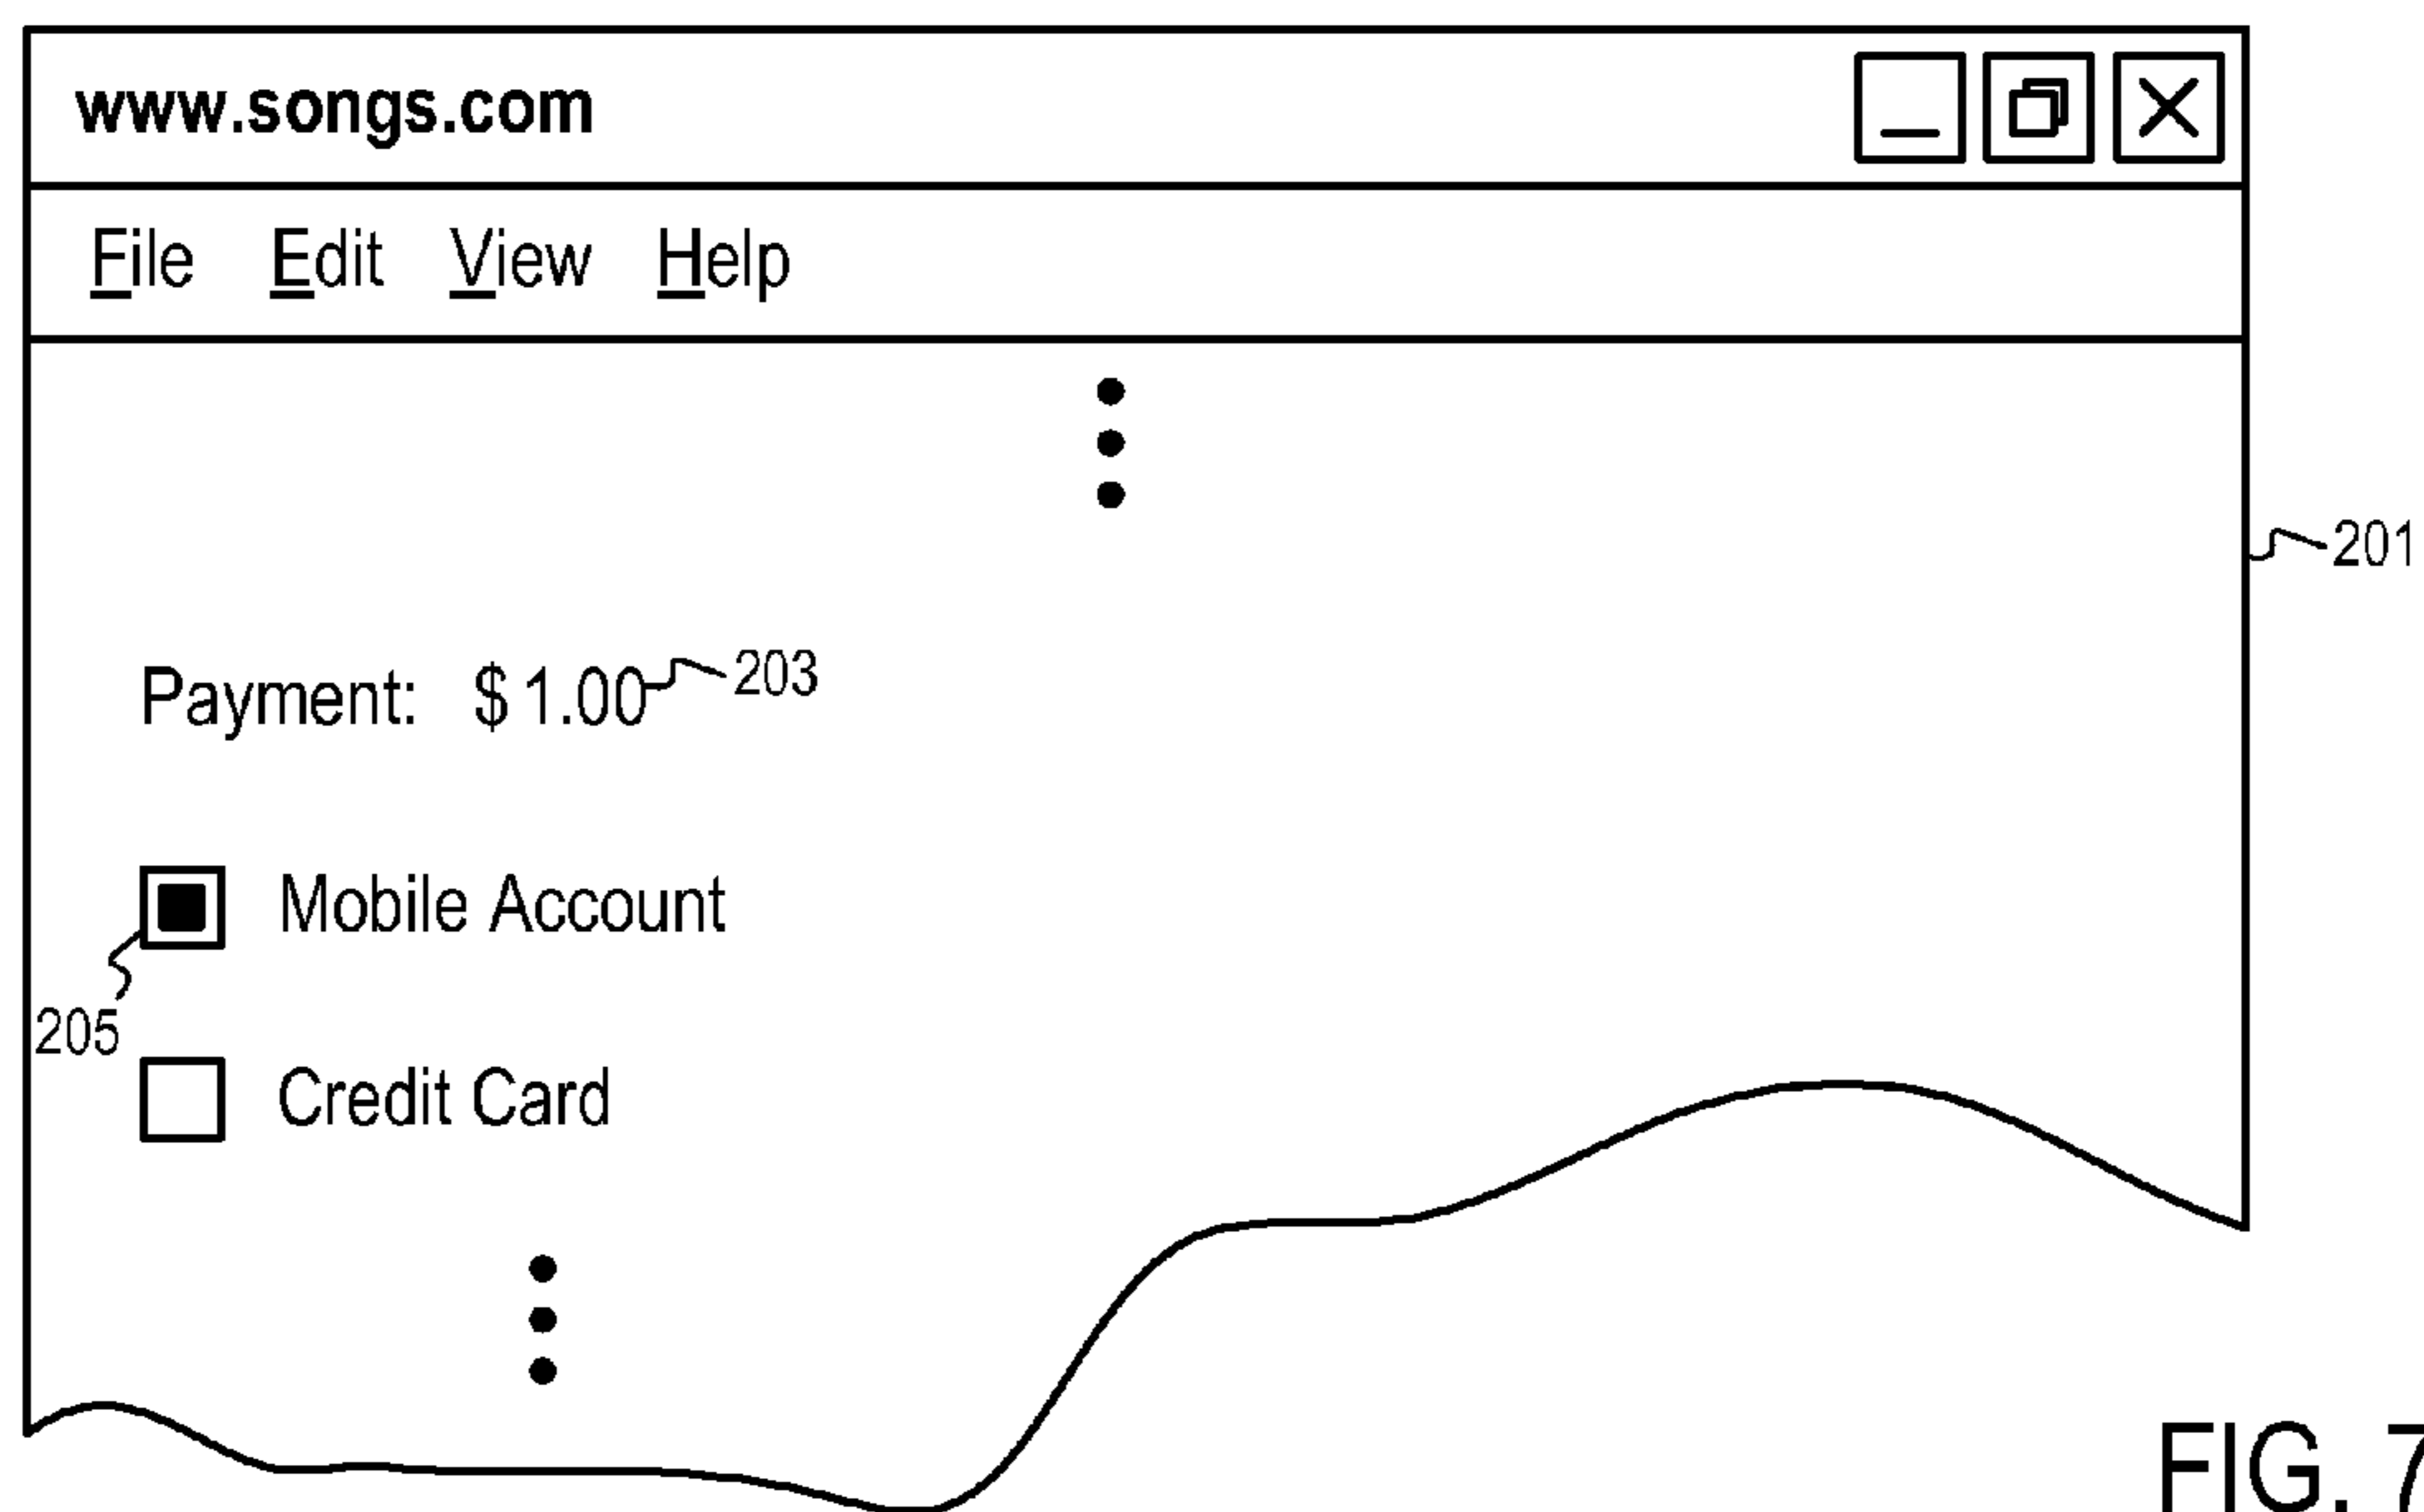 www.songs.com
File Edit View Help
201
Payment: $1.00 203
Mobile Account
205
Credit Card
FIG. 7